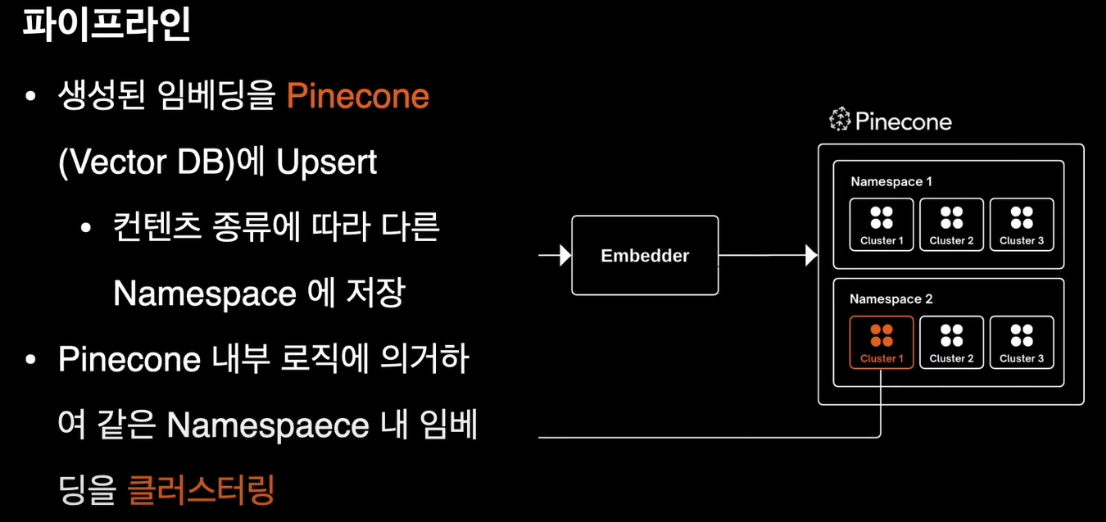 파이프라인
• 생성된 임베딩을 Pinecone
(Vector DB)에 Upsert
• 컨텐츠 종류에 따라 다른
Namespace 에 저장
• Pinecone 내부 로직에 의거하
여 같은 Namespaece 내 임베
딩을 클러스터링
Embedder
Pinecone
Namespace 1
Cluster 1 Cluster 2 Cluster 3
Namespace 2
Cluster 1 Cluster 2 Cluster 3